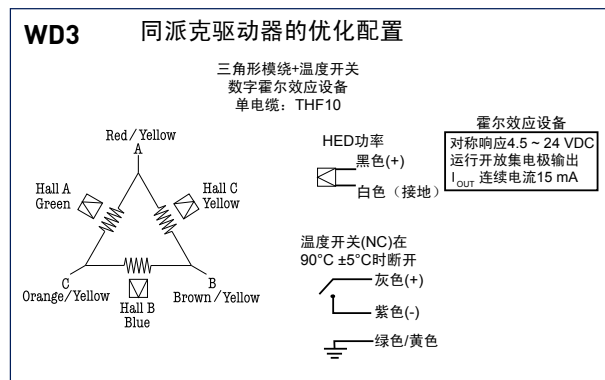 WD3
同派克驱动器的优化配置
三角形模绕+温度开关
数字霍尔效应设备
单电缆：THF10
Red/Yellow
A
Hall A
Green
Hall C
Yellow
C
Orange/Yellow
Hall B
Blue
B
Brown/Yellow
HED功率
黑色(+)
白色（接地）
霍尔效应设备
对称响应4.5 ~ 24 VDC
运行开放集电极输出
I OUT 连续电流15 mA
温度开关(NC)在
90°C ±5°C时断开
灰色(+)
紫色(-)
绿色/黄色